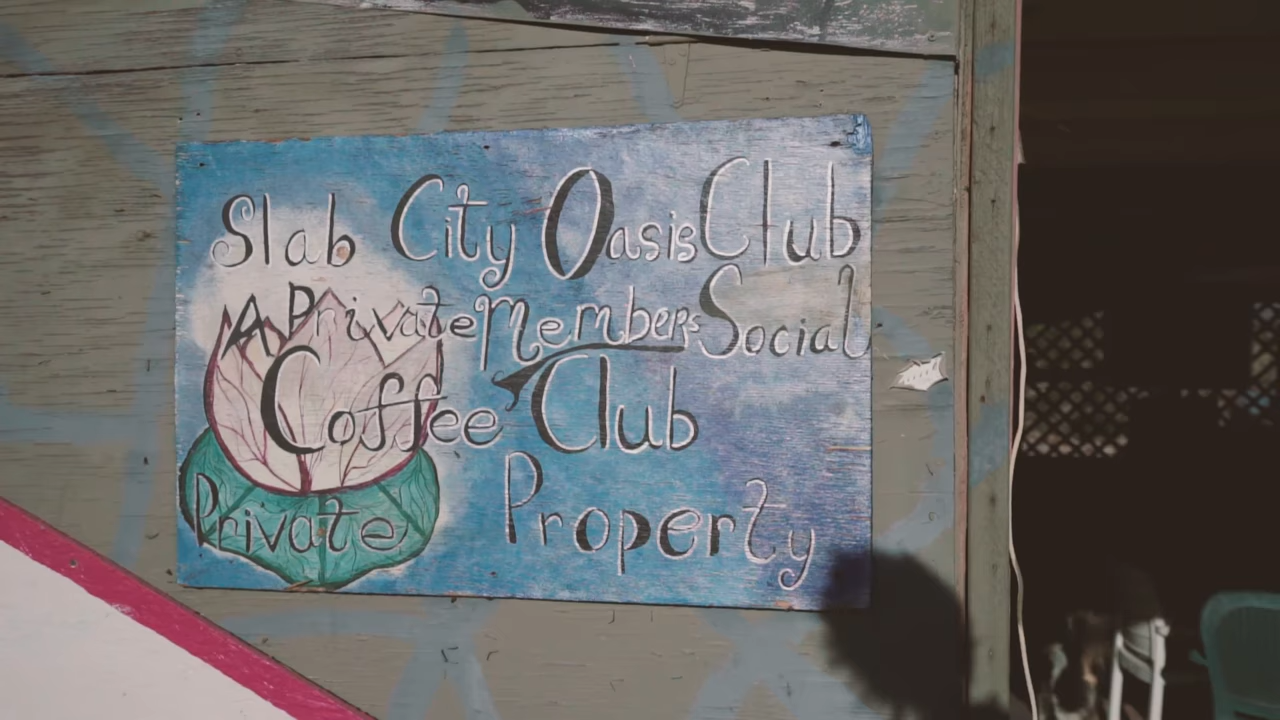 Slab City Oasis Club
A Private Members Social
Coffee Club
Private Property